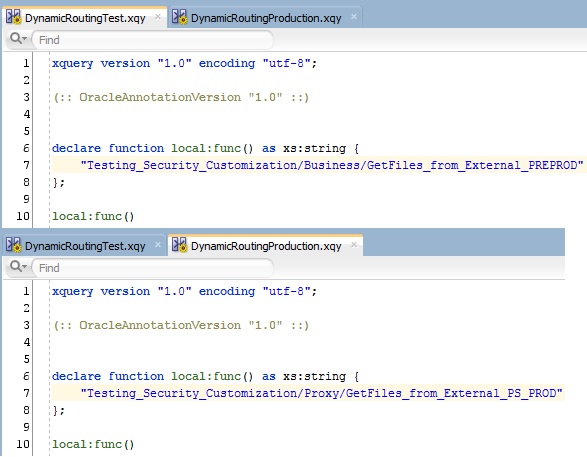 DynamicRoutingTest.xqy × DynamicRoutingProduction.xqy ×
Find
1 xquery version "1.0" encoding "utf-8";
2
3 (:: OracleAnnotationVersion "1.0" ::)
4
5
6 declare function local:func() as xs:string {
7 "Testing_Security_Customization/Business/GetFiles_from_External_PREPROD"
8 };
9
10 local:func()
DynamicRoutingTest.xqy × DynamicRoutingProduction.xqy ×
Find
1 xquery version "1.0" encoding "utf-8";
2
3 (:: OracleAnnotationVersion "1.0" ::)
4
5
6 declare function local:func() as xs:string {
7 "Testing_Security_Customization/Proxy/GetFiles_from_External_PS_PROD"
8 };
9
10 local:func()